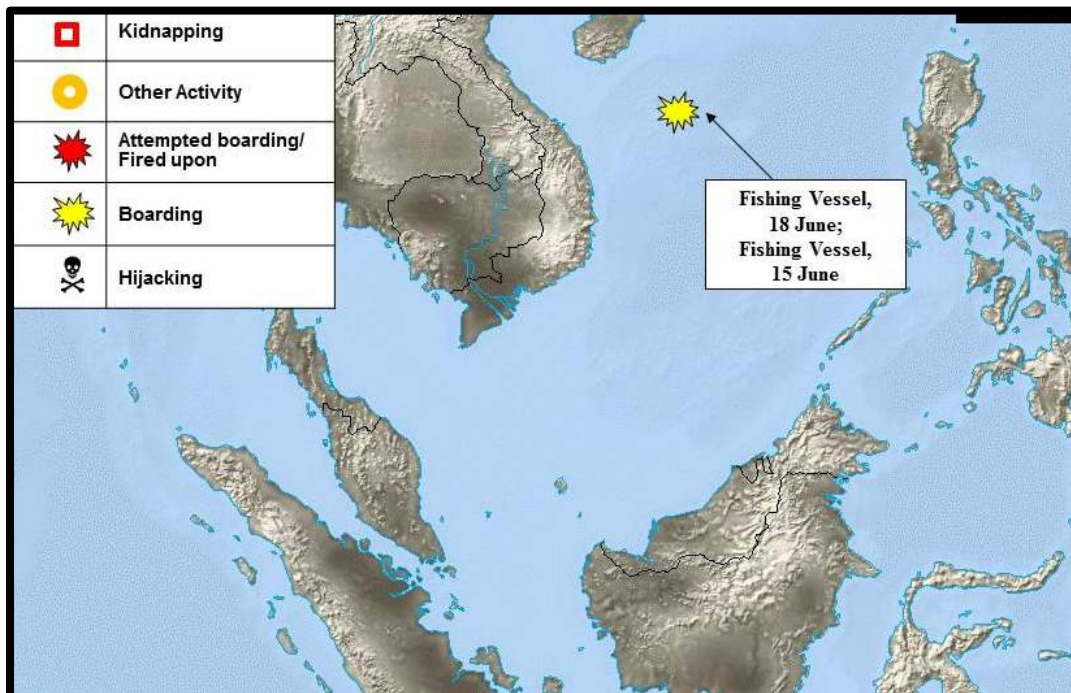 Kidnapping
Other Activity
Attempted boarding/
Fired upon
Boarding
Hijacking
Fishing Vessel,
18 June;
Fishing Vessel,
15 June